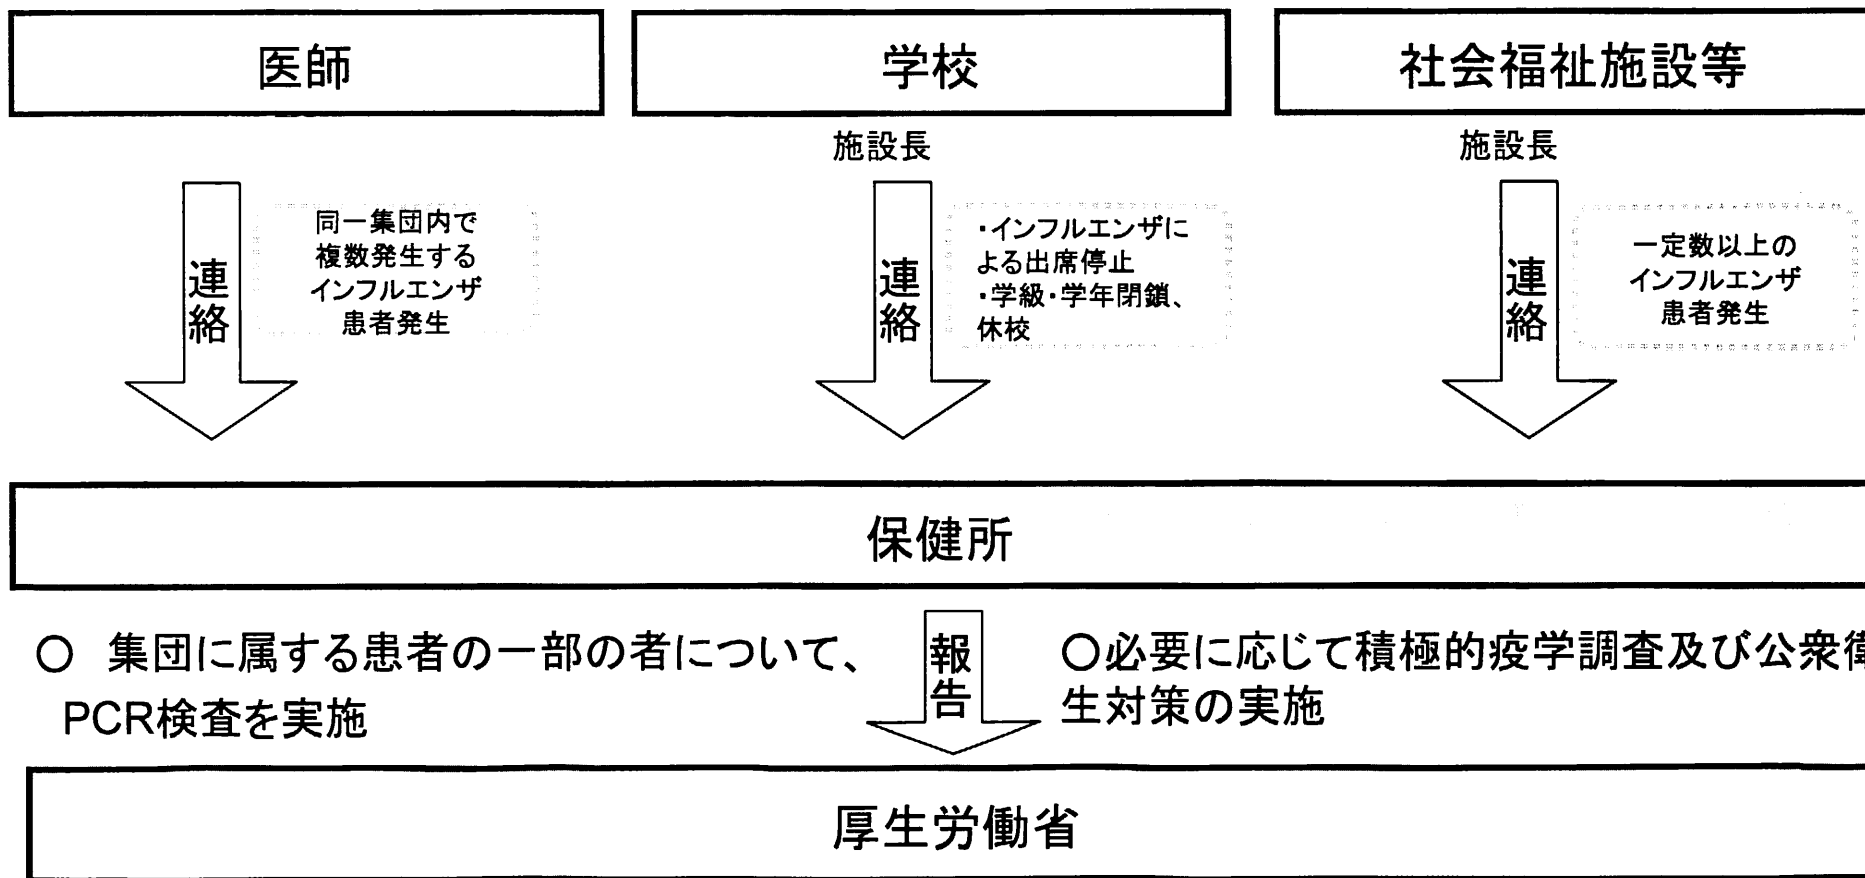 医師
学校
社会福祉施設等
施設長
施設長
連絡
同一集団内で
複数発生する
インフルエンザ
患者発生
連絡
・インフルエンザに
よる出席停止
・学級・学年閉鎖、
休校
連絡
一定数以上の
インフルエンザ
患者発生
保健所
○ 集団に属する患者の一部の者について、
PCR検査を実施
報告
○必要に応じて積極的疫学調査及び公衆衛
生対策の実施
厚生労働省